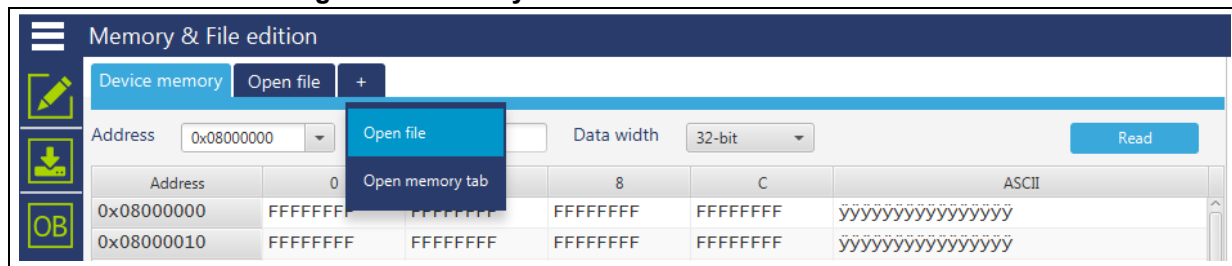 Memory & File edition
Device memory Open file +
Address 0x08000000 Data width 32-bit Read
Open file
Open memory tab
Address 0 8 C ASCII
0x08000000 FFFFFFFF FFFFFFFF FFFFFFFF FFFFFFFF ÿÿÿÿÿÿÿÿÿÿÿÿÿÿÿÿ
0x08000010 FFFFFFFF FFFFFFFF FFFFFFFF FFFFFFFF ÿÿÿÿÿÿÿÿÿÿÿÿÿÿÿÿ
OB